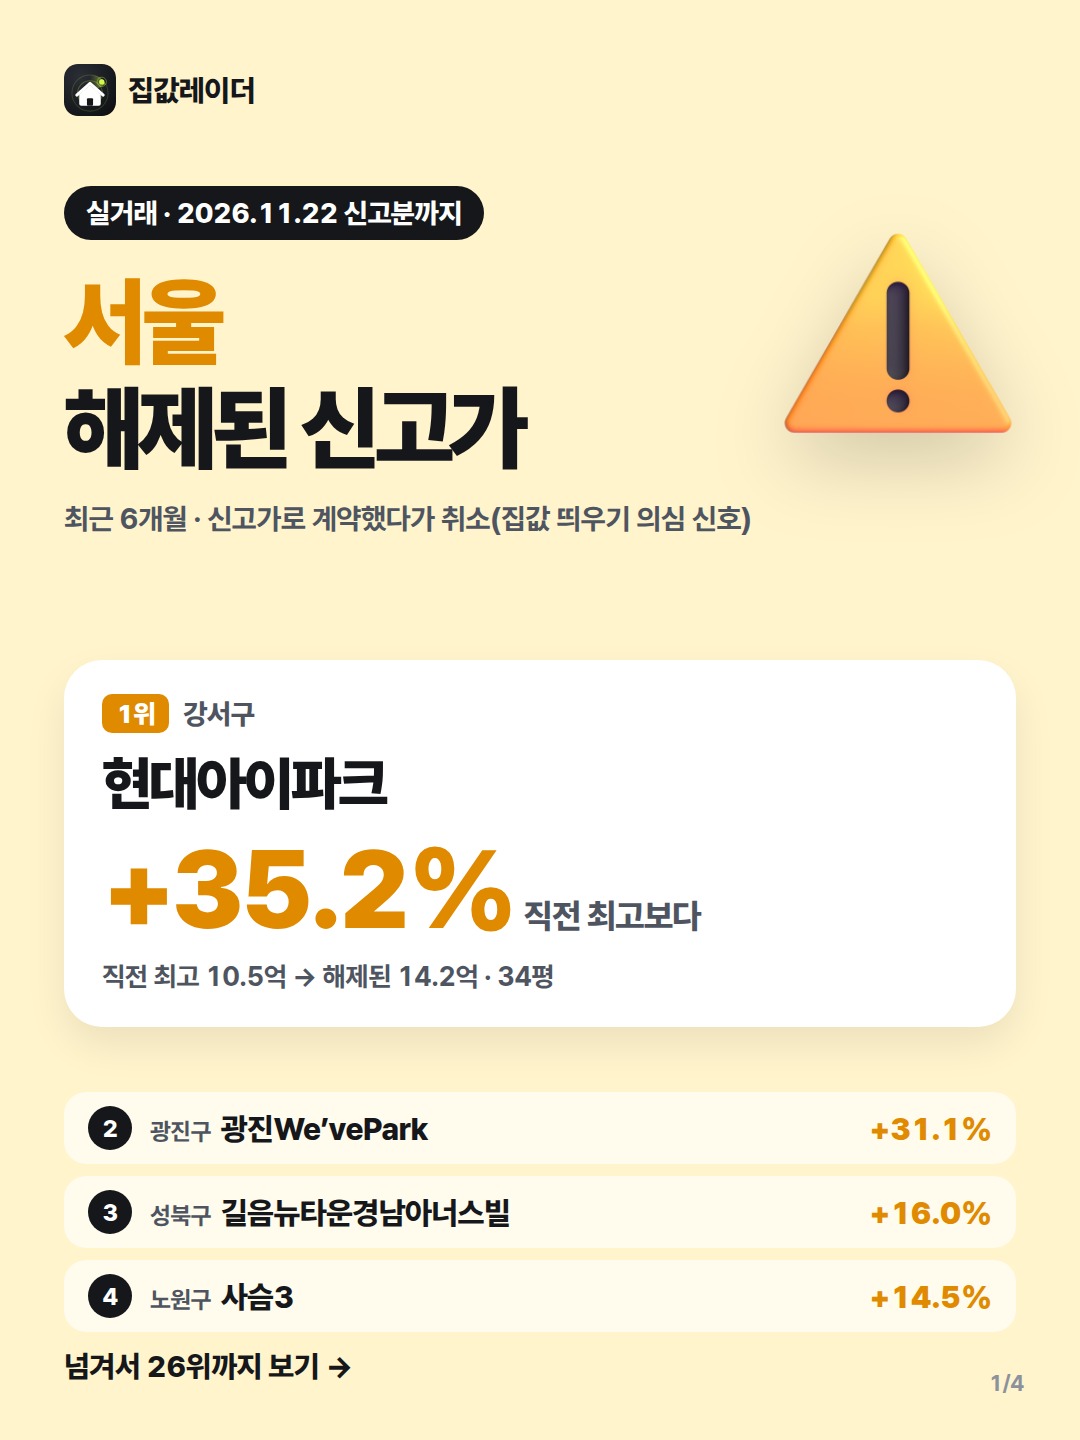 집값레이더
실거래 · 2026.11.22 신고분까지
서울
해제된 신고가
최근 6개월 · 신고가로 계약했다가 취소(집값 띄우기 의심 신호)
1위 강서구
현대아이파크
+35.2% 직전 최고보다
직전 최고 10.5억 → 해제된 14.2억 · 34평
2 광진구 광진We’vePark +31.1%
3 성북구 길음뉴타운경남아너스빌 +16.0%
4 노원구 사슴3 +14.5%
넘겨서 26위까지 보기 →
1/4